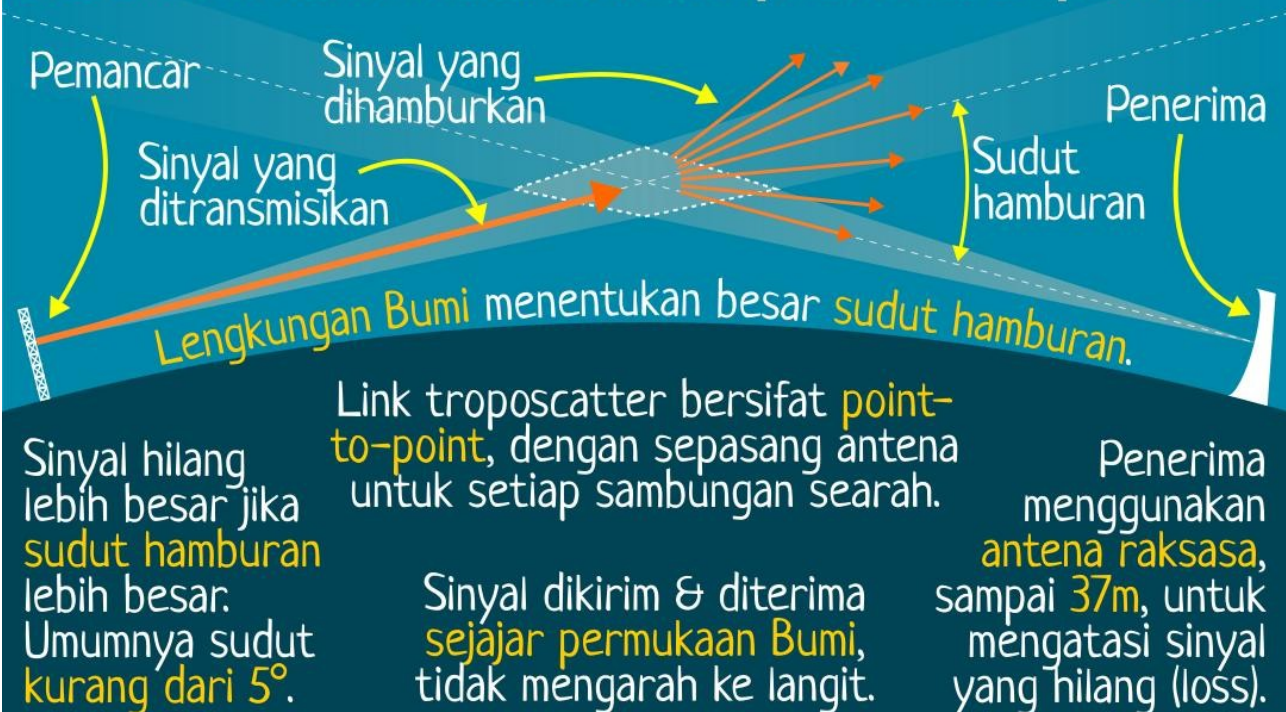 Pemancar
Sinyal yang
dihamburkan
Penerima
Sinyal yang
ditransmisikan
Sudut
hamburan
Lengkungan Bumi menentukan besar sudut hamburan.
Link troposcatter bersifat point-
to-point, dengan sepasang antena
untuk setiap sambungan searah.
Sinyal hilang
lebih besar jika
sudut hamburan
lebih besar.
Umumnya sudut
kurang dari 5°.
Sinyal dikirim & diterima
sejajar permukaan Bumi,
tidak mengarah ke langit.
Penerima
menggunakan
antena raksasa,
sampai 37m, untuk
mengatasi sinyal
yang hilang (loss).